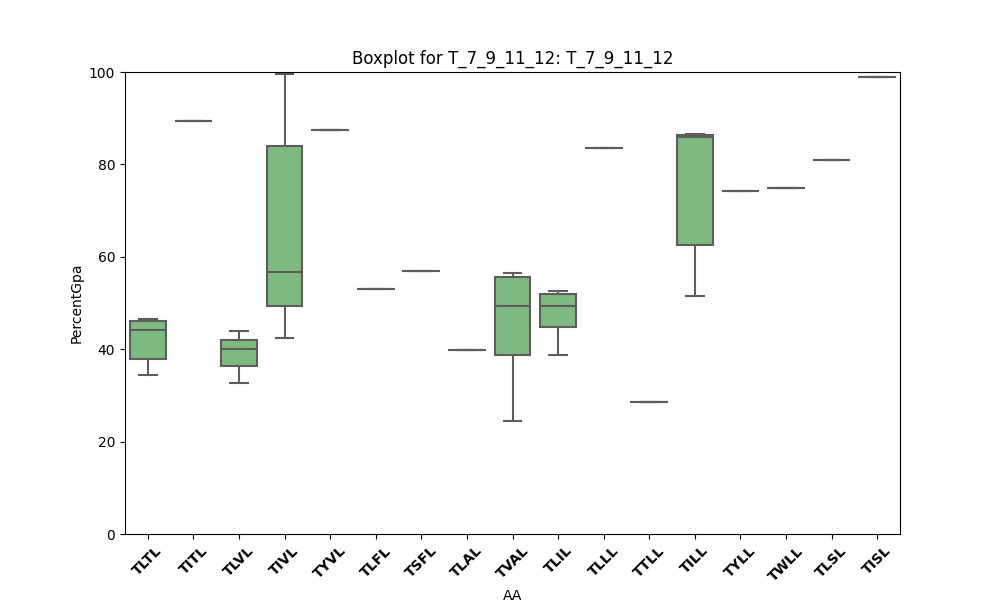 Boxplot for T_7_9_11_12: T_7_9_11_12
100
80
60
40
20
0
PercentGpa
TLTL
TITL
TLVL
TIVL
TYVL
TLFL
TSFL
TLAL
TVAL
TLIL
TLLL
TTLL
TILL
TYLL
TWLL
TLSL
TISL
AA